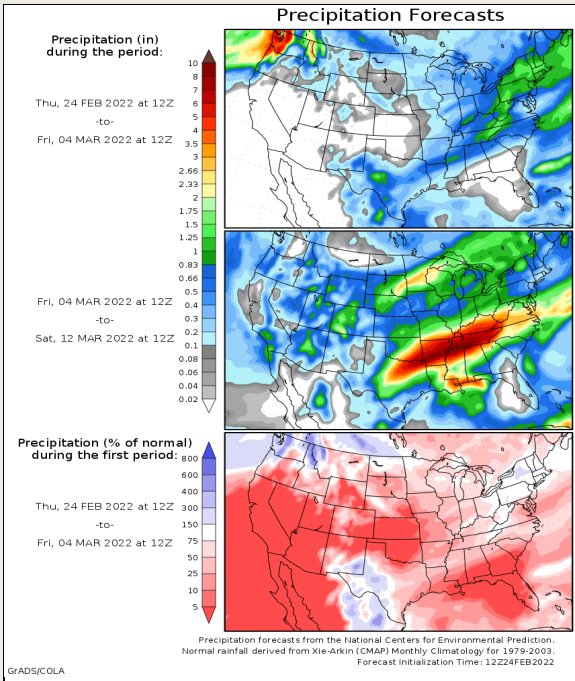 Precipitation Forecasts
Precipitation (in)
during the period:
Thu, 24 FEB 2022 at 12Z
-to-
Fri, 04 MAR 2022 at 12Z
10
8
7
6
5
4
3.5
3
2.66
2.33
2
1.75
1.5
1.25
1
0.83
0.66
0.5
0.4
0.3
0.2
0.1
0.08
0.06
0.04
0.02
Fri, 04 MAR 2022 at 12Z
-to-
Sat, 12 MAR 2022 at 12Z
Precipitation (% of normal)
during the first period:
Thu, 24 FEB 2022 at 12Z
-to-
Fri, 04 MAR 2022 at 12Z
800
600
400
300
150
75
50
25
10
5
Precipitation forecasts from the National Centers for Environmental Prediction.
Normal rainfall derived from Xie-Arkin (CMAP) Monthly Climatology for 1979-2003.
Forecast Initialization Time: 12Z24FEB2022
GrADS/COLA